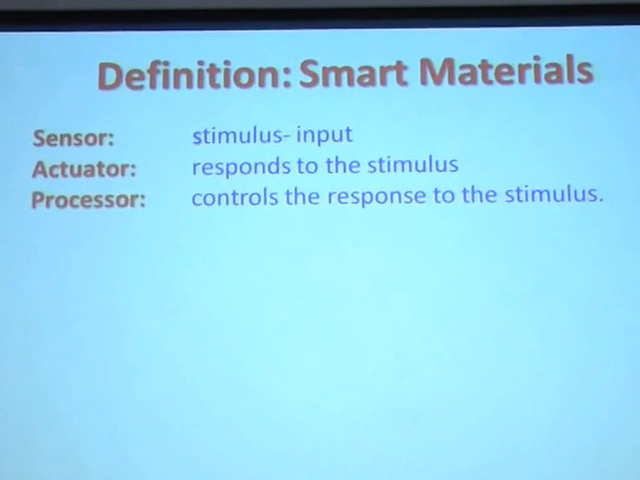 Definition: Smart Materials
Sensor: stimulus- input
Actuator: responds to the stimulus
Processor: controls the response to the stimulus.